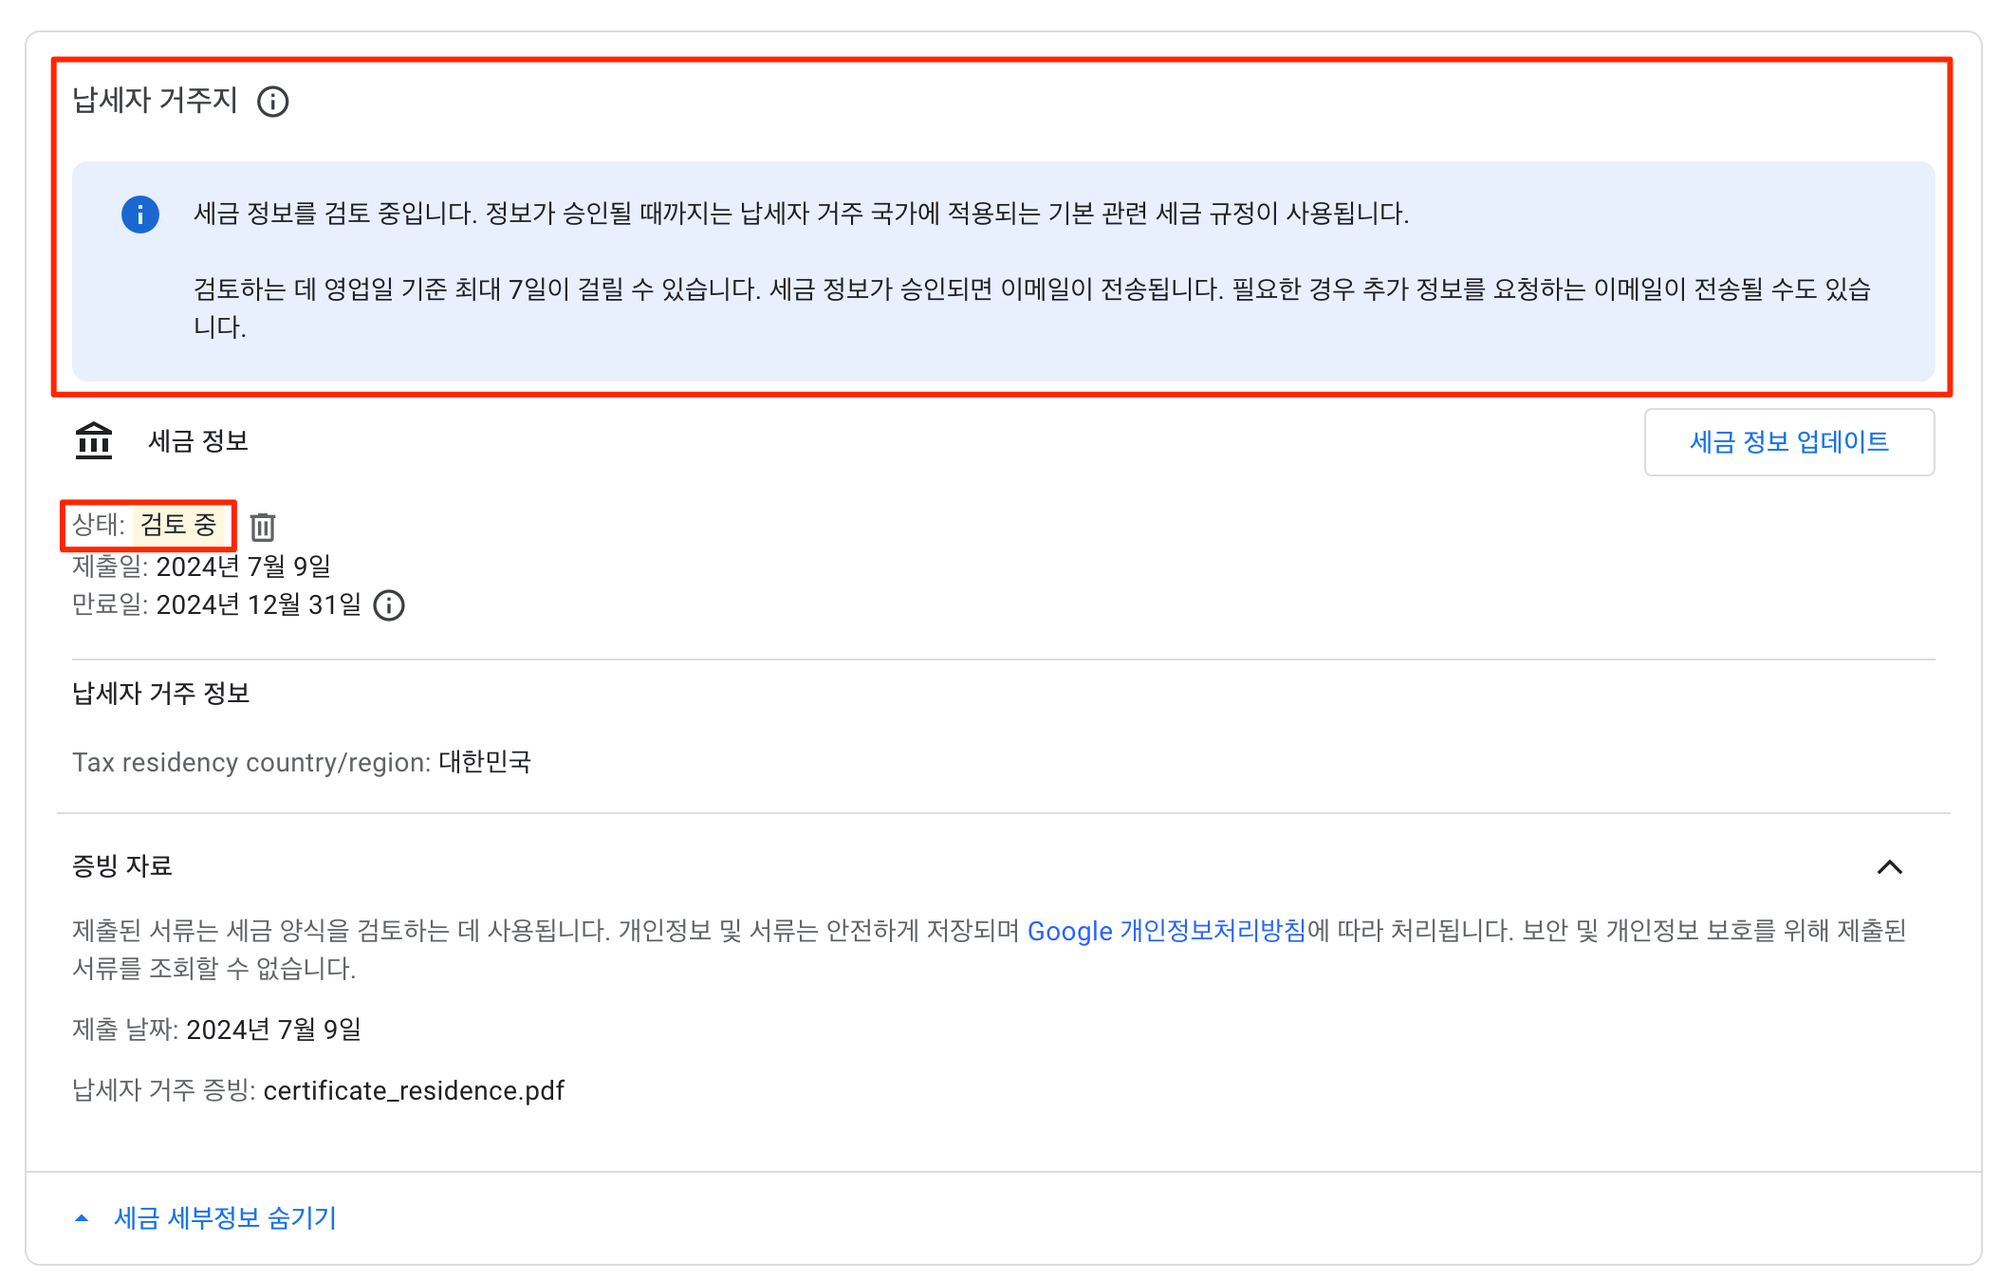 납세자 거주지
세금 정보를 검토 중입니다. 정보가 승인될 때까지는 납세자 거주 국가에 적용되는 기본 관련 세금 규정이 사용됩니다.
검토하는 데 영업일 기준 최대 7일이 걸릴 수 있습니다. 세금 정보가 승인되면 이메일이 전송됩니다. 필요한 경우 추가 정보를 요청하는 이메일이 전송될 수도 있습
니다.
세금 정보
세금 정보 업데이트
상태: 검토 중
제출일: 2024년 7월 9일
만료일: 2024년 12월 31일
납세자 거주 정보
Tax residency country/region: 대한민국
증빙 자료
제출된 서류는 세금 양식을 검토하는 데 사용됩니다. 개인정보 및 서류는 안전하게 저장되며 Google 개인정보처리방침에 따라 처리됩니다. 보안 및 개인정보 보호를 위해 제출된
서류를 조회할 수 없습니다.
제출 날짜: 2024년 7월 9일
납세자 거주 증빙: certificate_residence.pdf
세금 세부정보 숨기기